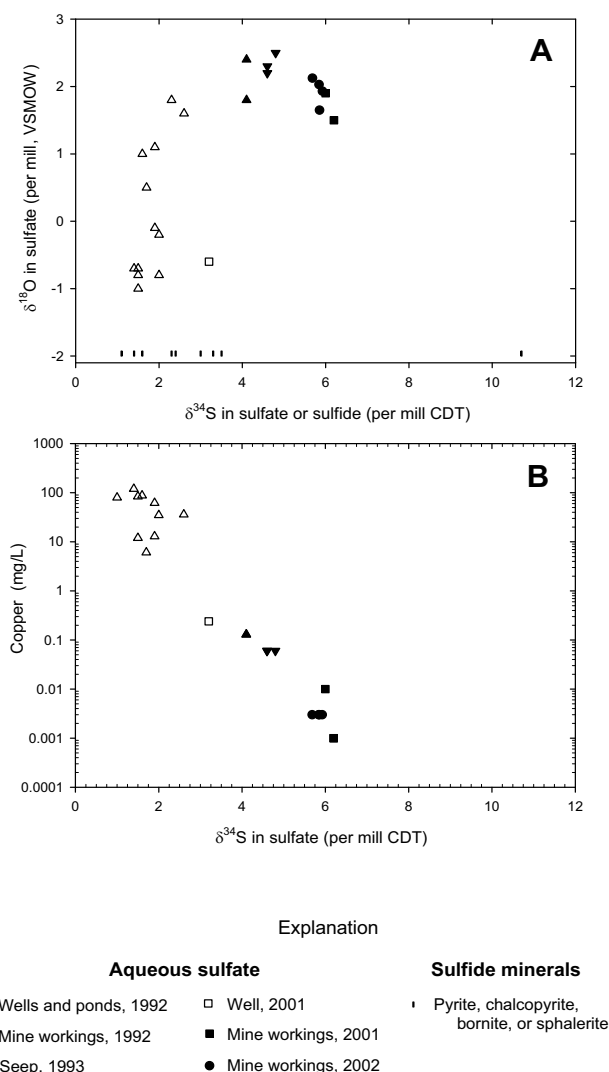 3
A
2
1
0
-1
-2
δ18O in sulfate (per mill, VSMOW)
0 2 4 6 8 10 12
δ34S in sulfate or sulfide (per mill CDT)
1000
B
100
10
1
0.1
0.01
0.001
0.0001
Copper (mg/L)
0 2 4 6 8 10 12
δ34S in sulfate (per mill CDT)
Explanation
Aqueous sulfate
Wells and ponds, 1992
Mine workings, 1992
Seep, 1993
Well, 2001
Mine workings, 2001
Mine workings, 2002
Sulfide minerals
Pyrite, chalcopyrite,
bornite, or sphalerite